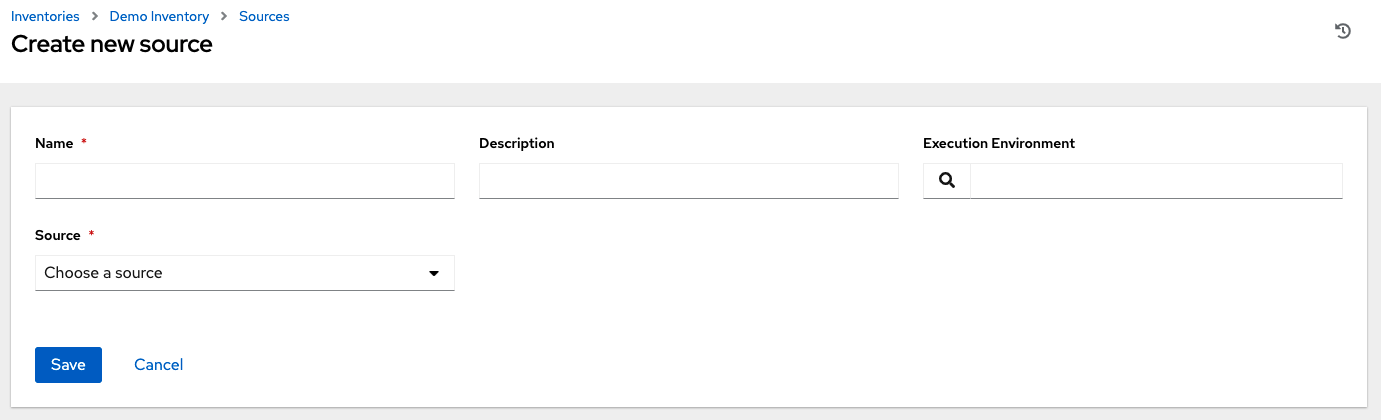 Inventories > Demo Inventory > Sources
Create new source
Name *
Description
Execution Environment
Source *
Choose a source
Save
Cancel